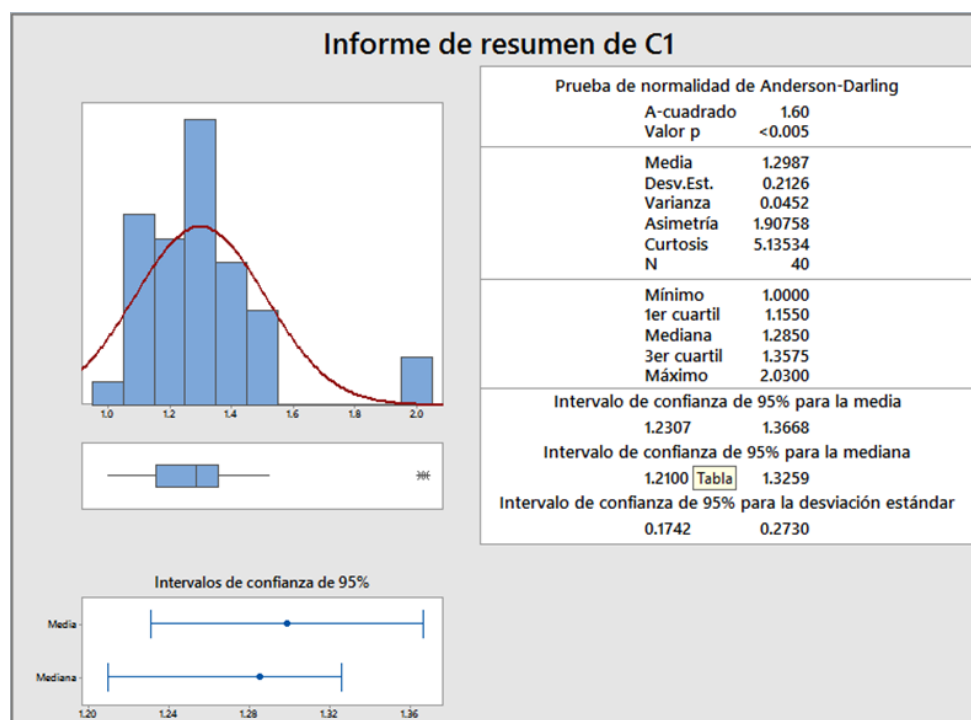 Informe de resumen de C1
Prueba de normalidad de Anderson-Darling
A-cuadrado 1.60
Valor p <0.005
Media 1.2987
Desv.Est. 0.2126
Varianza 0.0452
Asimetría 1.90758
Curtosis 5.13534
N 40
Mínimo 1.0000
1er cuartil 1.1550
Mediana 1.2850
3er cuartil 1.3575
Máximo 2.0300
Intervalo de confianza de 95% para la media
1.2307 1.3668
Intervalo de confianza de 95% para la mediana
1.2100 Tabla 1.3259
Intervalo de confianza de 95% para la desviación estándar
0.1742 0.2730
1.0 1.2 1.4 1.6 1.8 2.0
Intervalos de confianza de 95%
Media
Mediana
1.20 1.24 1.28 1.32 1.36